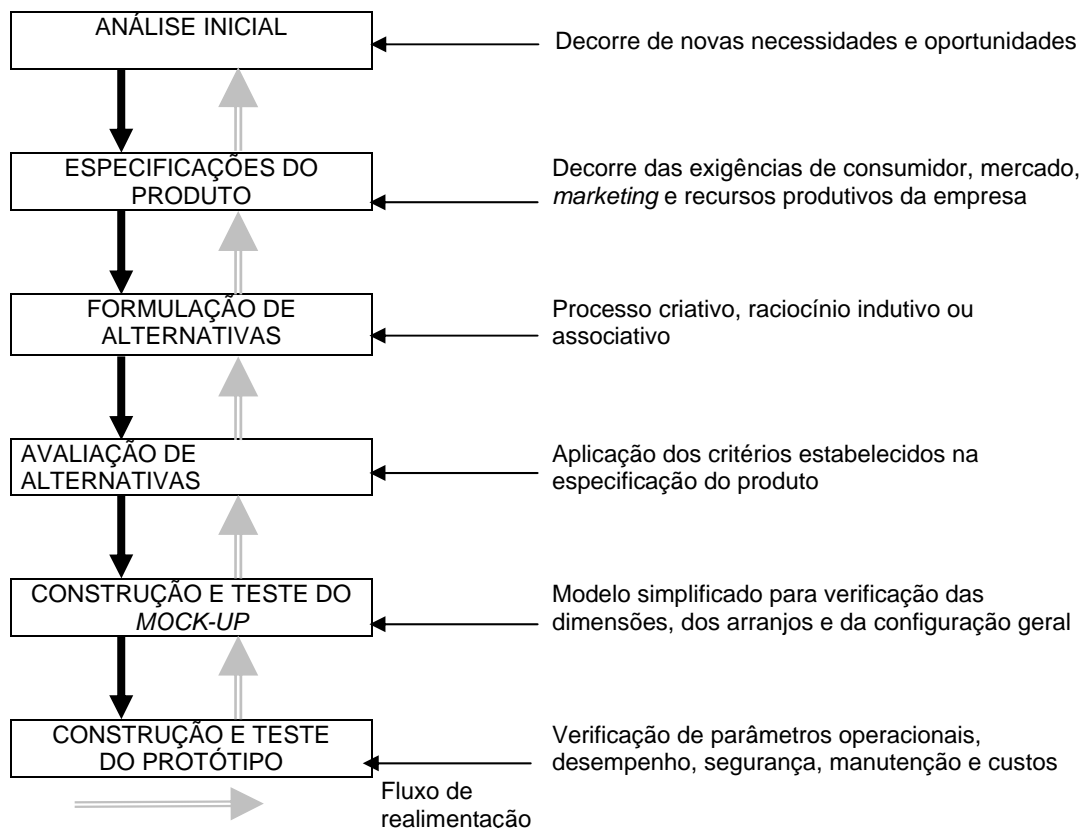 ANÁLISE INICIAL
Decorre de novas necessidades e oportunidades
ESPECIFICAÇÕES DO
PRODUTO
Decorre das exigências de consumidor, mercado,
marketing e recursos produtivos da empresa
FORMULAÇÃO DE
ALTERNATIVAS
Processo criativo, raciocínio indutivo ou
associativo
AVALIAÇÃO DE
ALTERNATIVAS
Aplicação dos critérios estabelecidos na
especificação do produto
CONSTRUÇÃO E TESTE DO
MOCK-UP
Modelo simplificado para verificação das
dimensões, dos arranjos e da configuração geral
CONSTRUÇÃO E TESTE
DO PROTÓTIPO
Verificação de parâmetros operacionais,
desempenho, segurança, manutenção e custos
Fluxo de
realimentação